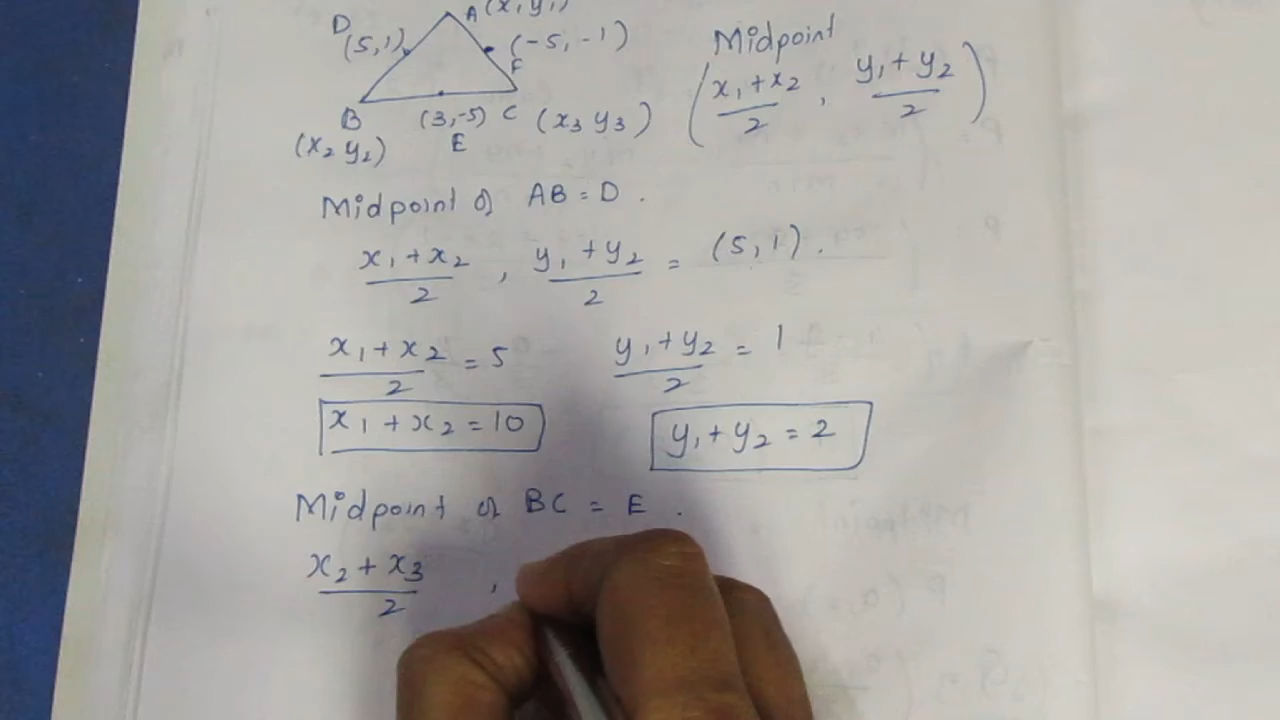 D A (x, y,)
(5,1) (-5,-1)
F
B (3,-5) C (x₃ y₃)
(x₂ y₂) E
Midpoint
(x₁+x₂/2, y₁+y₂/2)
Midpoint of AB = D.
x₁+x₂/2, y₁+y₂/2 = (5,1).
x₁+x₂/2 = 5 y₁+y₂/2 = 1
x₁+x₂=10 y₁+y₂=2
Midpoint of BC = E.
x₂+x₃/2 ,